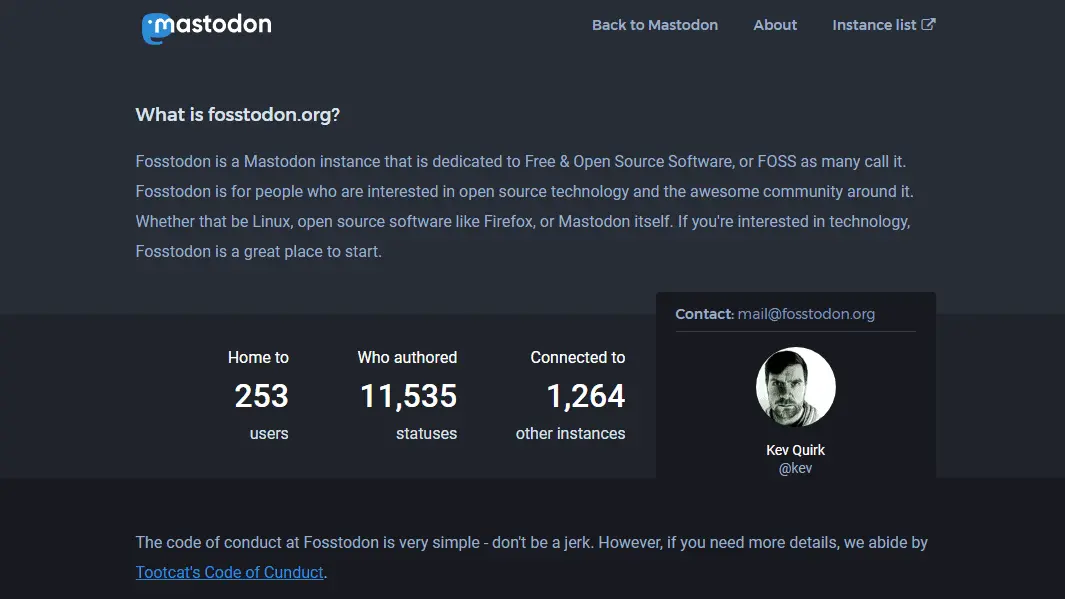 mastodon
Back to Mastodon
About
Instance list
What is fosstodon.org?
Fosstodon is a Mastodon instance that is dedicated to Free & Open Source Software, or FOSS as many call it.
Fosstodon is for people who are interested in open source technology and the awesome community around it.
Whether that be Linux, open source software like Firefox, or Mastodon itself. If you're interested in technology,
Fosstodon is a great place to start.
Home to
253
users
Who authored
11,535
statuses
Connected to
1,264
other instances
Contact: mail@fosstodon.org
Kev Quirk
@kev
The code of conduct at Fosstodon is very simple - don't be a jerk. However, if you need more details, we abide by
Tootcat's Code of Cunduct.